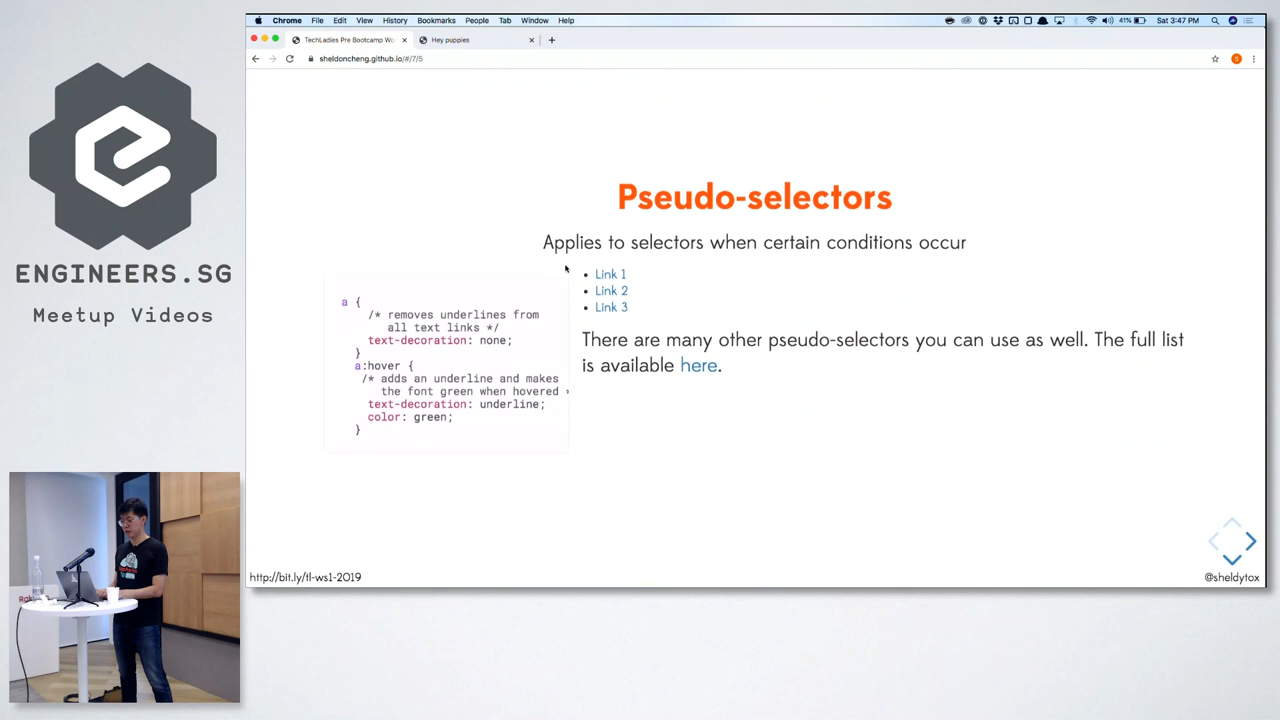 Chrome File Edit View History Bookmarks People Tab Window Help
41% Sat 3:47 PM
TechLadies Pre Bootcamp Wo
Hey puppies
sheldoncheng.github.io/#/7/5
S
ENGINEERS.SG
Meetup Videos
Pseudo-selectors
Applies to selectors when certain conditions occur
a {
/* removes underlines from
all text links */
text-decoration: none;
}
a:hover {
/* adds an underline and makes
the font green when hovered *
text-decoration: underline;
color: green;
}
• Link 1
• Link 2
• Link 3
There are many other pseudo-selectors you can use as well. The full list
is available here.
http://bit.ly/tl-ws1-2019
@sheldytox